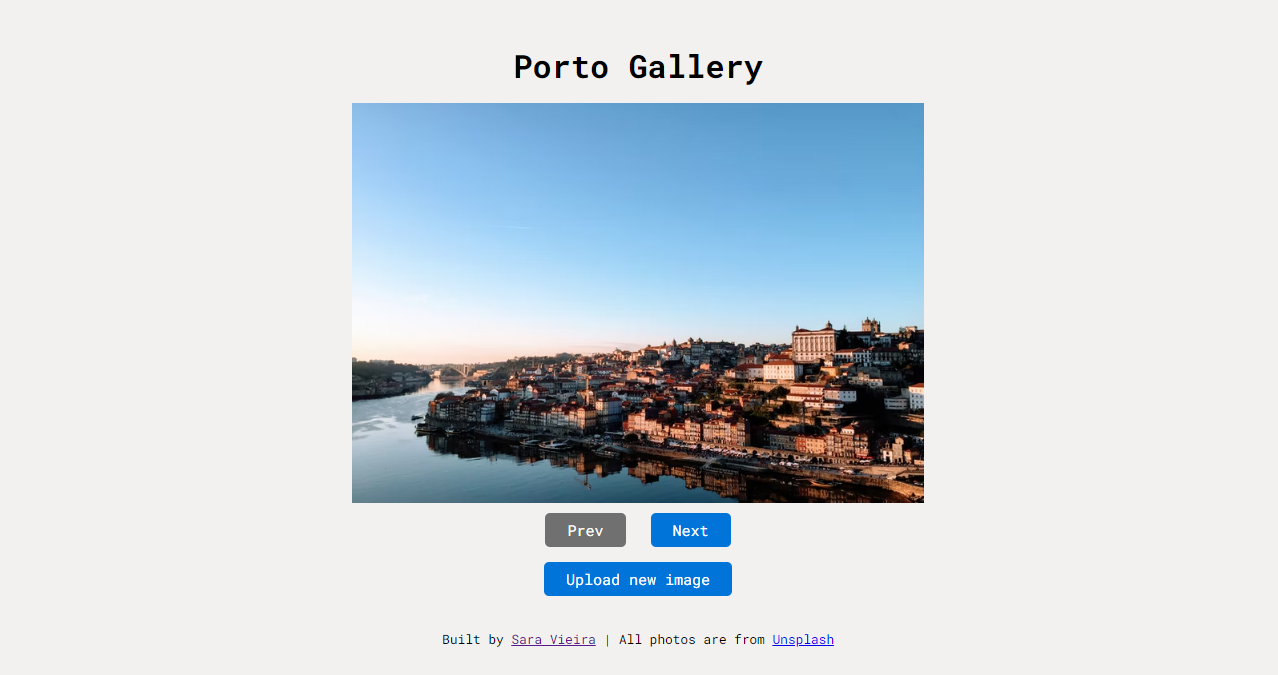 Porto Gallery
Prev
Next
Upload new image
Built by Sara Vieira | All photos are from Unsplash